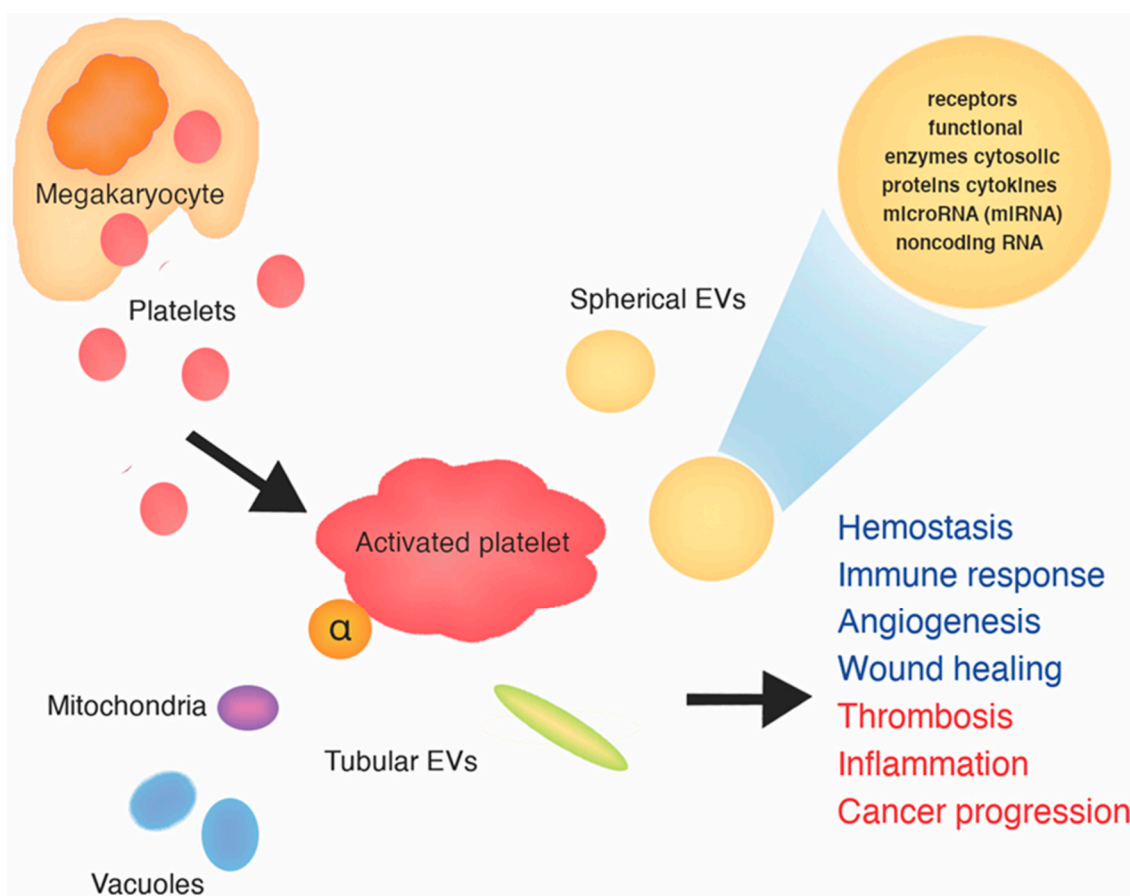 receptors
functional
enzymes cytosolic
proteins cytokines
microRNA (miRNA)
noncoding RNA
Megakaryocyte
Platelets
Spherical EVs
Activated platelet
α
Mitochondria
Tubular EVs
Vacuoles
Hemostasis
Immune response
Angiogenesis
Wound healing
Thrombosis
Inflammation
Cancer progression